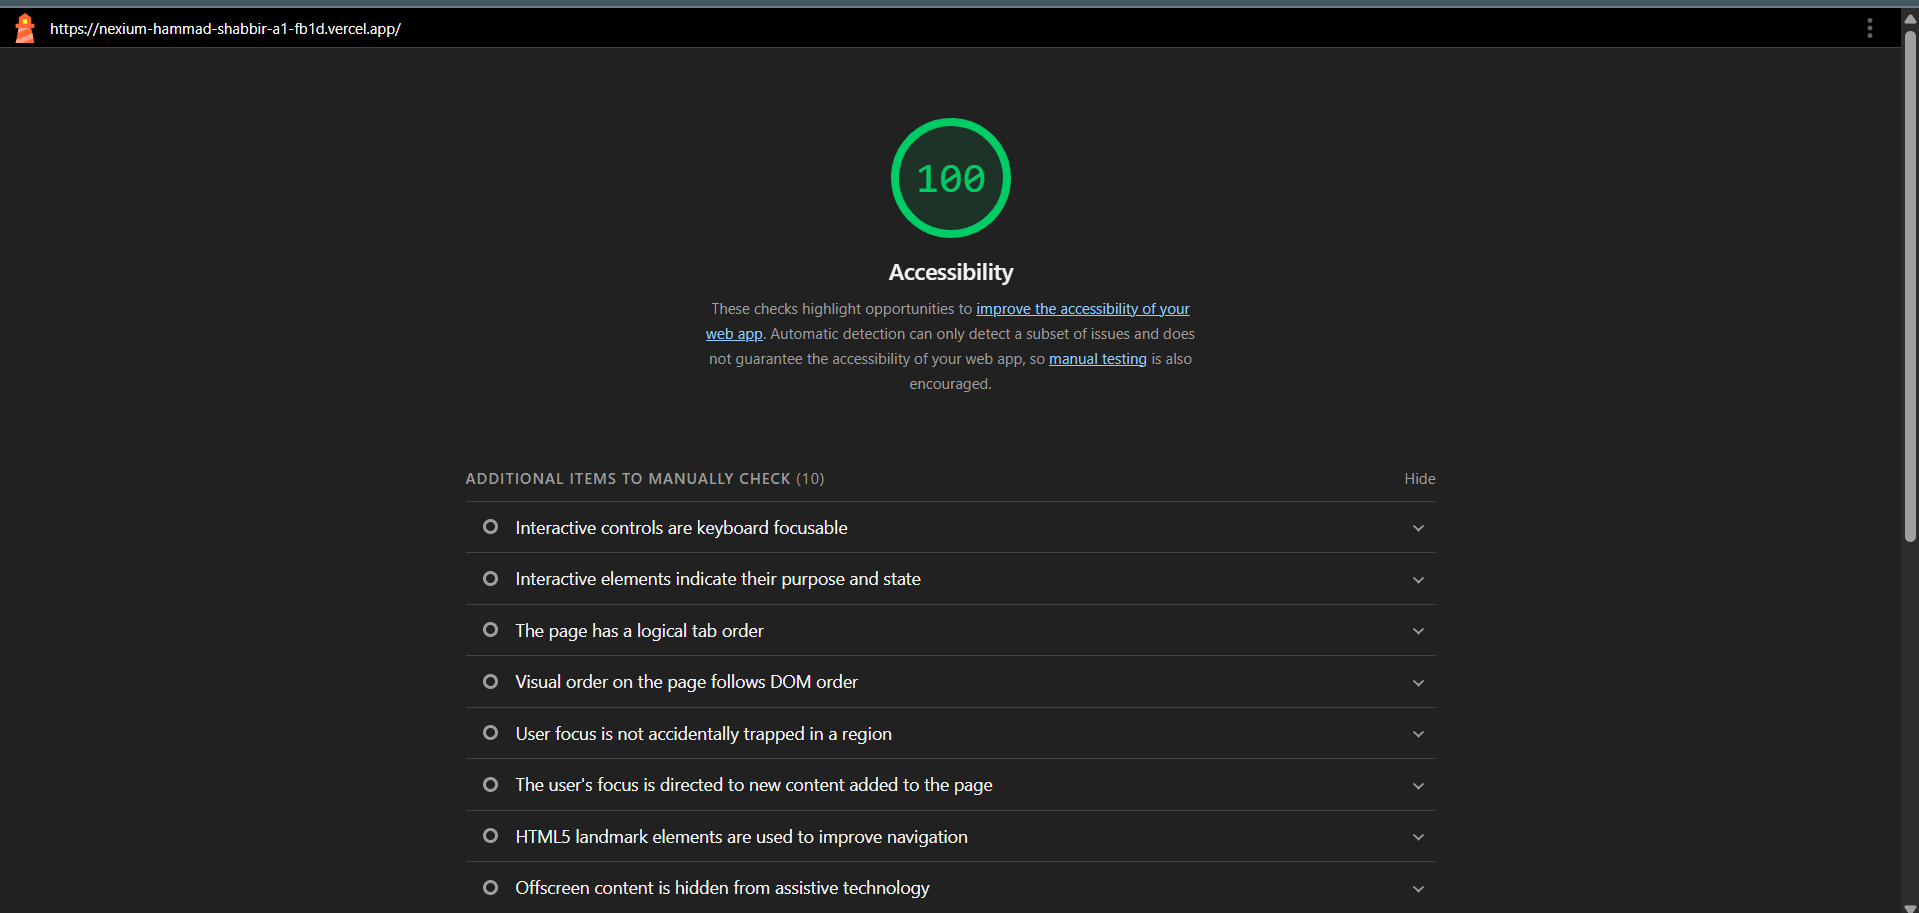 https://nexium-hammad-shabbir-a1-fb1d.vercel.app/
100
Accessibility
These checks highlight opportunities to improve the accessibility of your
web app. Automatic detection can only detect a subset of issues and does
not guarantee the accessibility of your web app, so manual testing is also
encouraged.
ADDITIONAL ITEMS TO MANUALLY CHECK (10) Hide
Interactive controls are keyboard focusable
Interactive elements indicate their purpose and state
The page has a logical tab order
Visual order on the page follows DOM order
User focus is not accidentally trapped in a region
The user's focus is directed to new content added to the page
HTML5 landmark elements are used to improve navigation
Offscreen content is hidden from assistive technology